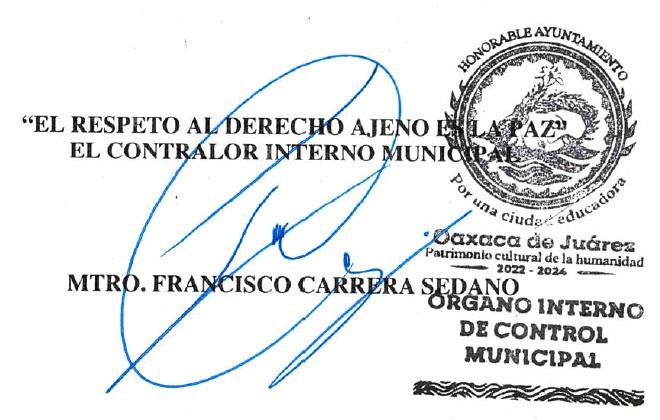 “EL RESPETO AL DERECHO AJENO ES LA PAZ”
EL CONTRALOR INTERNO MUNICIPAL
MTRO. FRANCISCO CARRERA SEDANO
HONORABLE AYUNTAMIENTO
Por una ciudad educadora
Oaxaca de Juárez
Patrimonio cultural de la humanidad
2022 - 2024
ÓRGANO INTERNO
DE CONTROL
MUNICIPAL